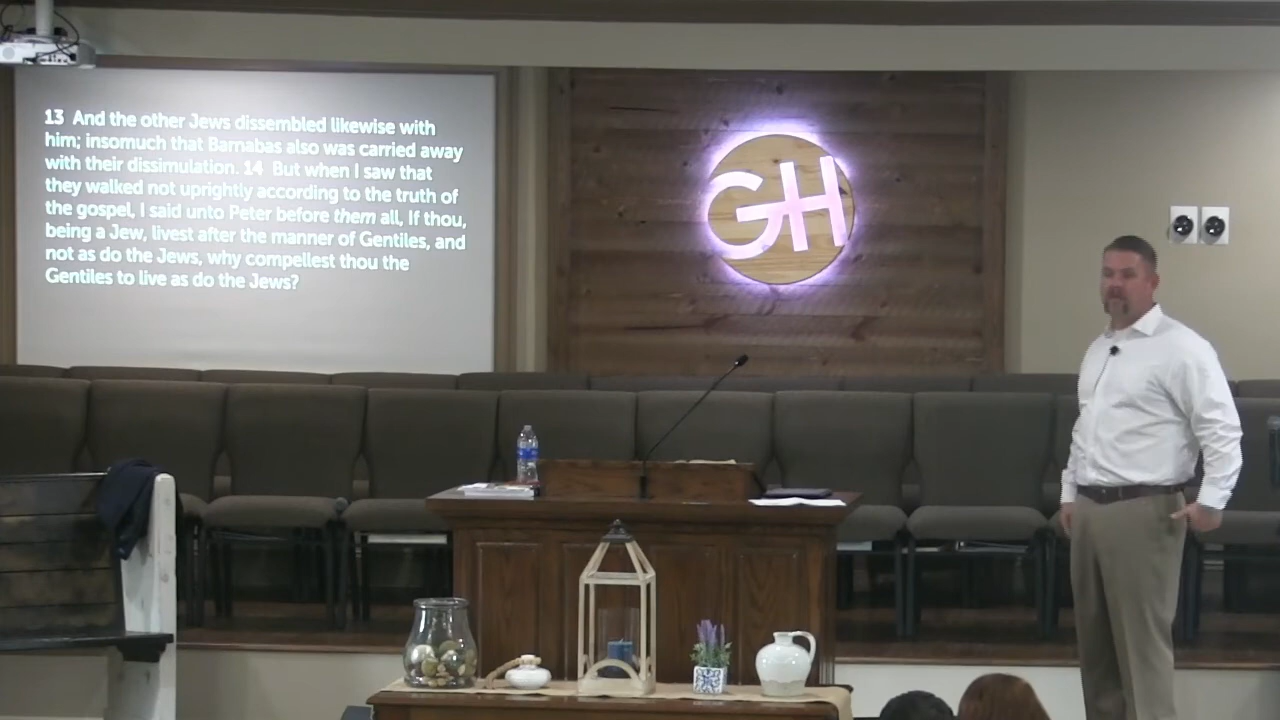 13 And the other Jews dissembled likewise with
him; insomuch that Barnabas also was carried away
with their dissimulation. 14 But when I saw that
they walked not uprightly according to the truth of
the gospel, I said unto Peter before them all, If thou,
being a Jew, livest after the manner of Gentiles, and
not as do the Jews, why compellest thou the
Gentiles to live as do the Jews?
GH